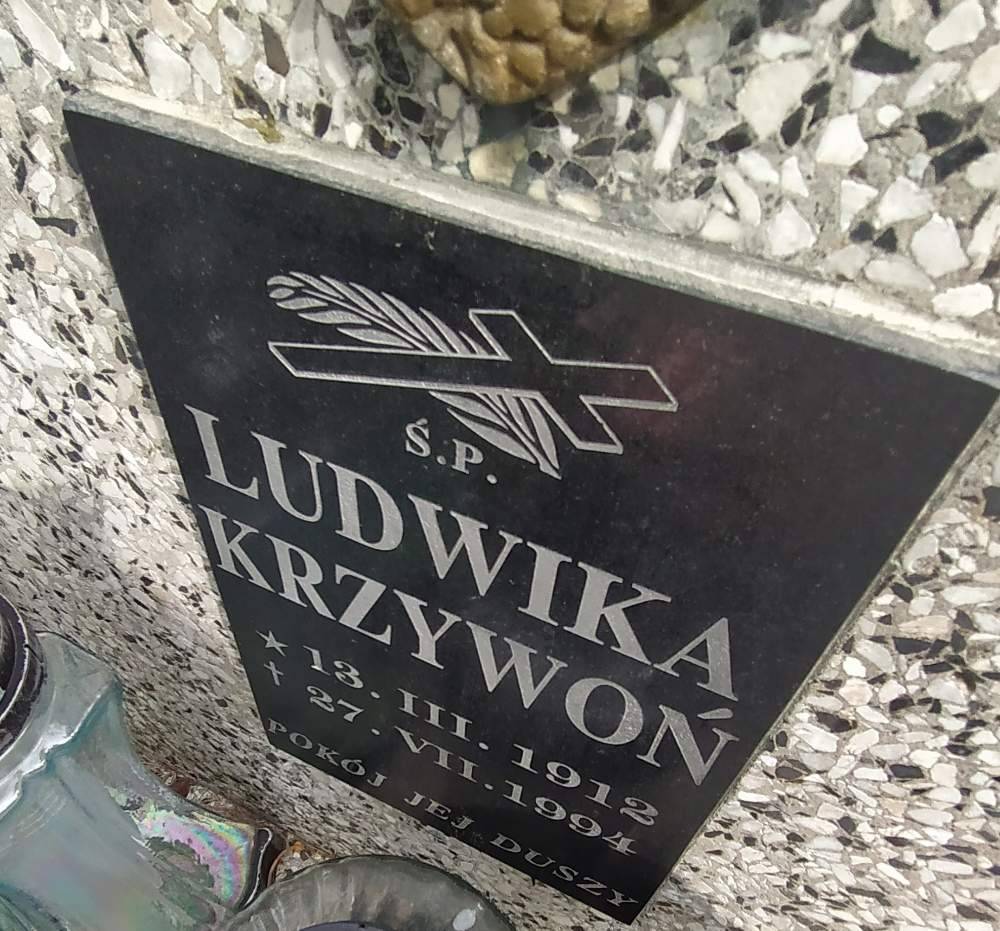 Ś.P.
LUDWIKA
KRZYWOŃ
★ 13. III. 1912
† 27. VII. 1994
POKÓJ JEJ DUSZY